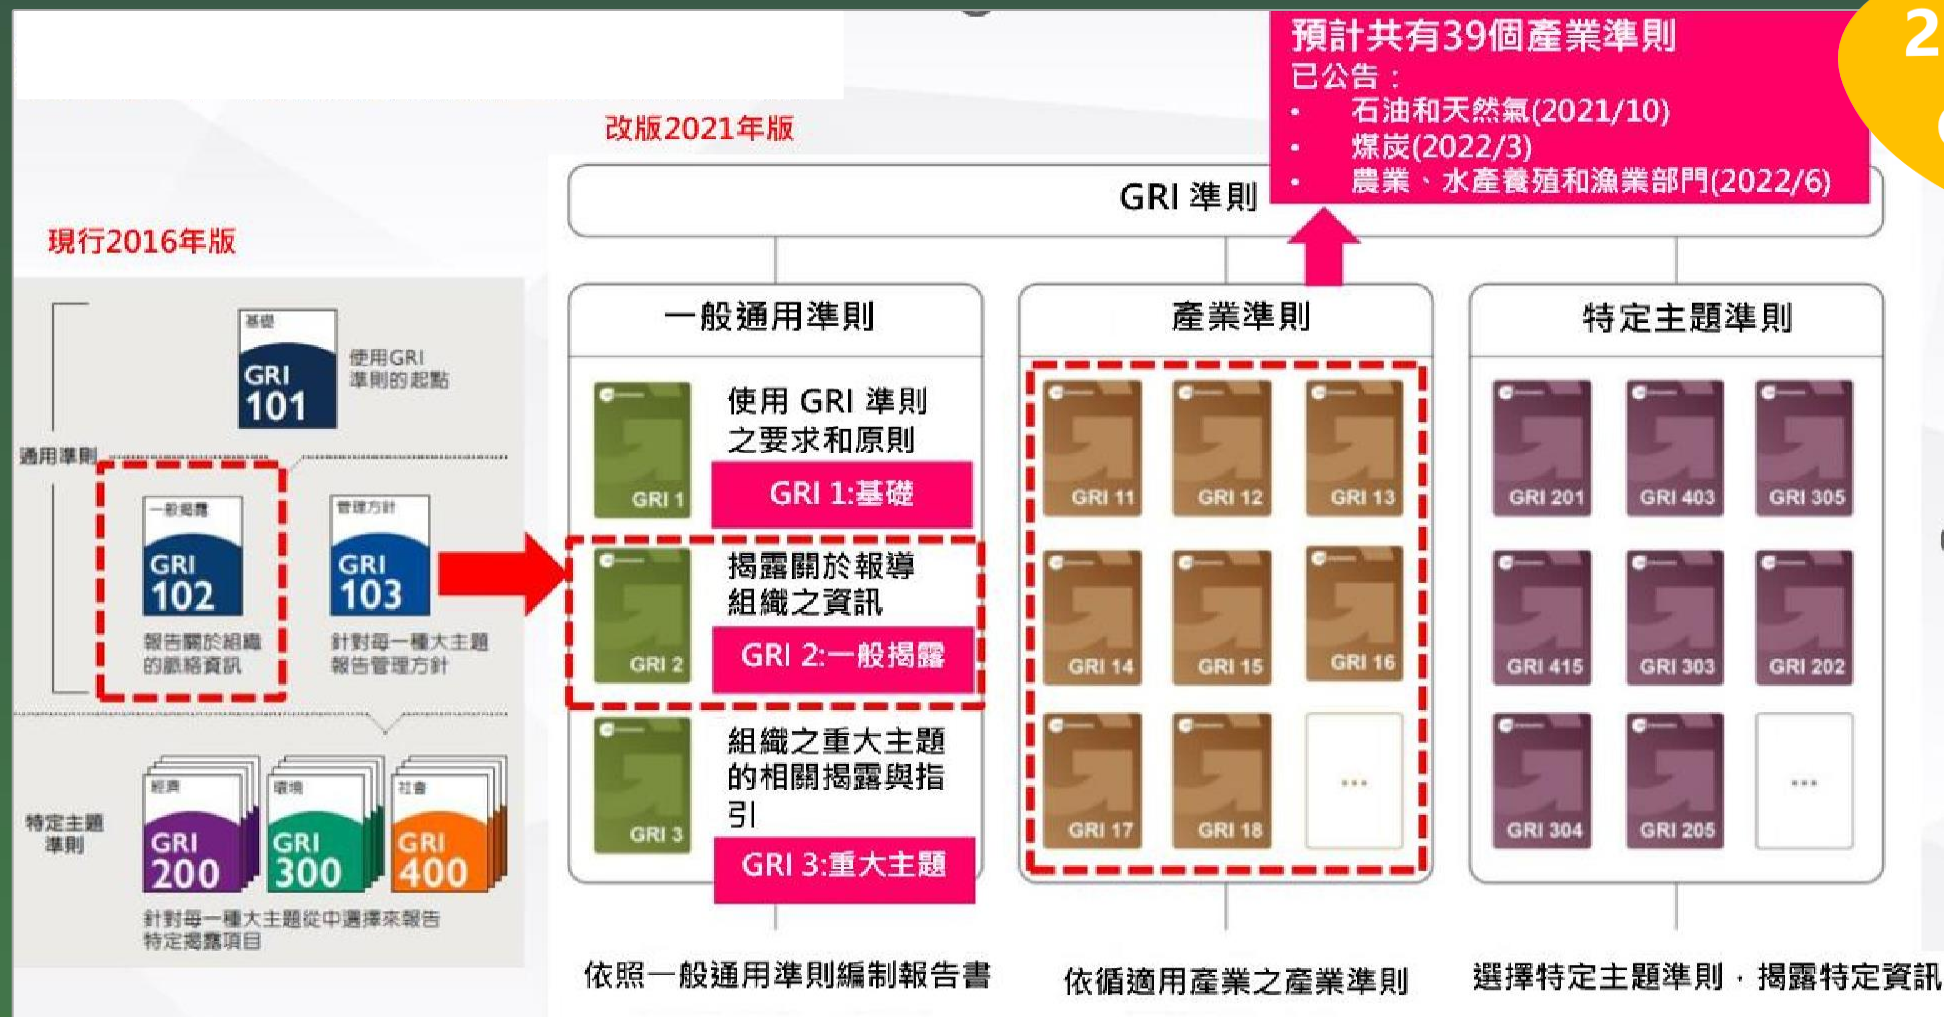 預計共有39個產業準則
已公告：
• 石油和天然氣(2021/10)
• 煤炭(2022/3)
• 農業、水產養殖和漁業部門(2022/6)
2
改版2021年版
GRI 準則
現行2016年版
基礎
GRI
101
使用GRI
準則的起點
通用準則
一般揭露
GRI
102
報告關於組織
的脈絡資訊
管理方針
GRI
103
針對每一種大主題
報告管理方針
特定主題
準則
經濟
GRI
200
環境
GRI
300
社會
GRI
400
針對每一種大主題從中選擇來報告
特定揭露項目
一般通用準則
使用 GRI 準則
之要求和原則
GRI 1
GRI 1:基礎
揭露關於報導
組織之資訊
GRI 2
GRI 2:一般揭露
組織之重大主題
的相關揭露與指
引
GRI 3
GRI 3:重大主題
依照一般通用準則編制報告書
產業準則
GRI 11
GRI 12
GRI 13
GRI 14
GRI 15
GRI 16
GRI 17
GRI 18
...
依循適用產業之產業準則
特定主題準則
GRI 201
GRI 403
GRI 305
GRI 415
GRI 303
GRI 202
GRI 304
GRI 205
...
選擇特定主題準則，揭露特定資訊